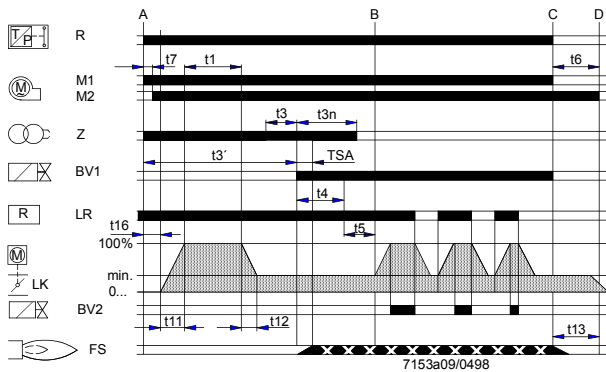 A B C D
T P R
t7 t1 t6
M M1
M2
t3 t3n
Z
t3´ TSA
BV1
t4
R LR
t16 t5
100%
M
min.
LK
0...
BV2
t11 t12 t13
FS
7153a09/0498